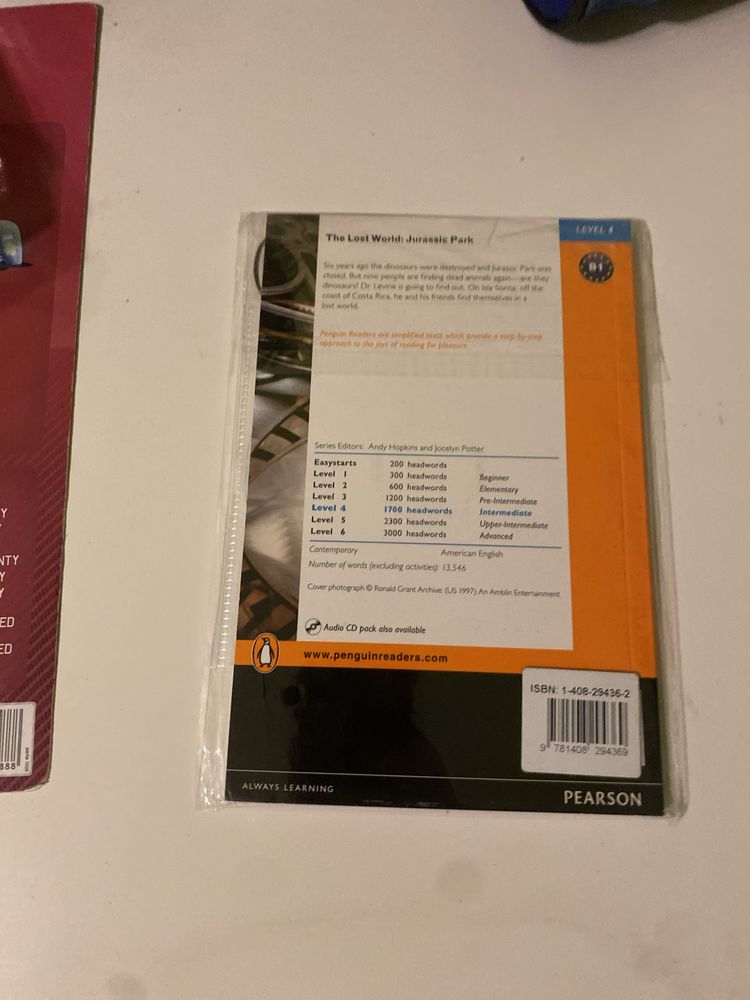 The Lost World: Jurassic Park
LEVEL 4
B1
Six years ago the dinosaurs were destroyed and Jurassic Park was
closed. But now people are finding dead animals again—are they
dinosaurs? Dr Levine is going to find out. On Isla Sorna, off the
coast of Costa Rica, he and his friends find themselves in a
lost world.
Penguin Readers are simplified texts which provide a step-by-step
approach to the joys of reading for pleasure.
Series Editors: Andy Hopkins and Jocelyn Potter
Easystarts 200 headwords
Level 1 300 headwords Beginner
Level 2 600 headwords Elementary
Level 3 1200 headwords Pre-Intermediate
Level 4 1700 headwords Intermediate
Level 5 2300 headwords Upper-Intermediate
Level 6 3000 headwords Advanced
Contemporary American English
Number of words (excluding activities): 13,546
Cover photograph © Ronald Grant Archive: (US 1997) An Amblin Entertainment
Audio CD pack also available
www.penguinreaders.com
ISBN: 1-408-29436-2
9 781408 294369
ALWAYS LEARNING
PEARSON
Y
NTY
Y
Y
ED
ED